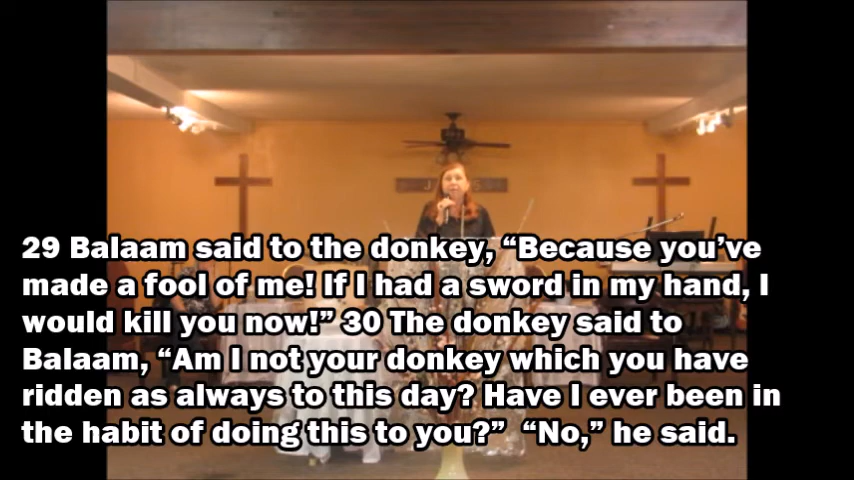 29 Balaam said to the donkey, “Because you’ve
made a fool of me! If I had a sword in my hand, I
would kill you now!” 30 The donkey said to
Balaam, “Am I not your donkey which you have
ridden as always to this day? Have I ever been in
the habit of doing this to you?”  “No,” he said.